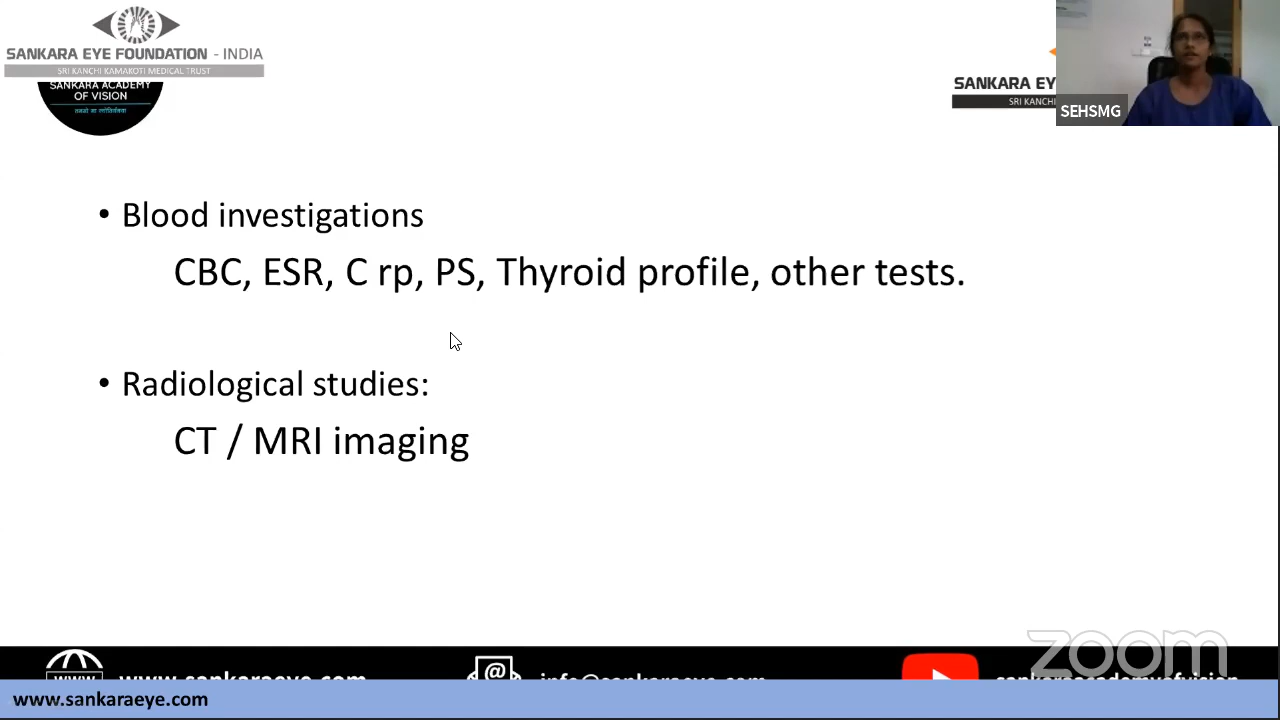 SANKARA EYE FOUNDATION - INDIA
SRI KANCHI KAMAKOTI MEDICAL TRUST
SANKARA ACADEMY
OF VISION
SANKARA EY
SRI KANCHI
SEHSMG
• Blood investigations
CBC, ESR, C rp, PS, Thyroid profile, other tests.
• Radiological studies:
CT / MRI imaging
zoom
www
www.sankaraeye.com
@
info@sankaraeye.com
sankaraacademyofvision
www.sankaraeye.com